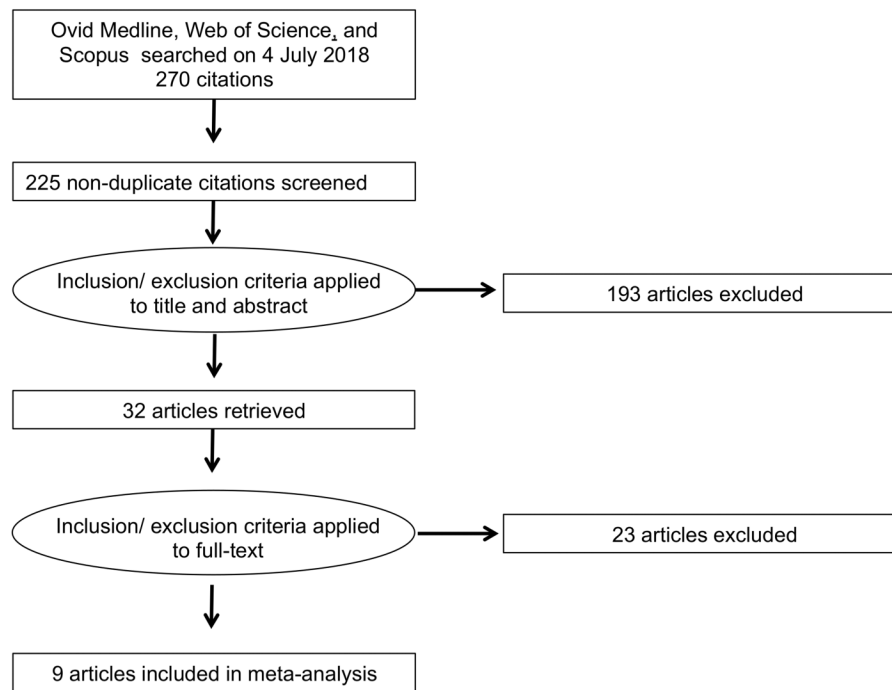 Ovid Medline, Web of Science, and
Scopus searched on 4 July 2018
270 citations
225 non-duplicate citations screened
Inclusion/ exclusion criteria applied
to title and abstract
193 articles excluded
32 articles retrieved
Inclusion/ exclusion criteria applied
to full-text
23 articles excluded
9 articles included in meta-analysis